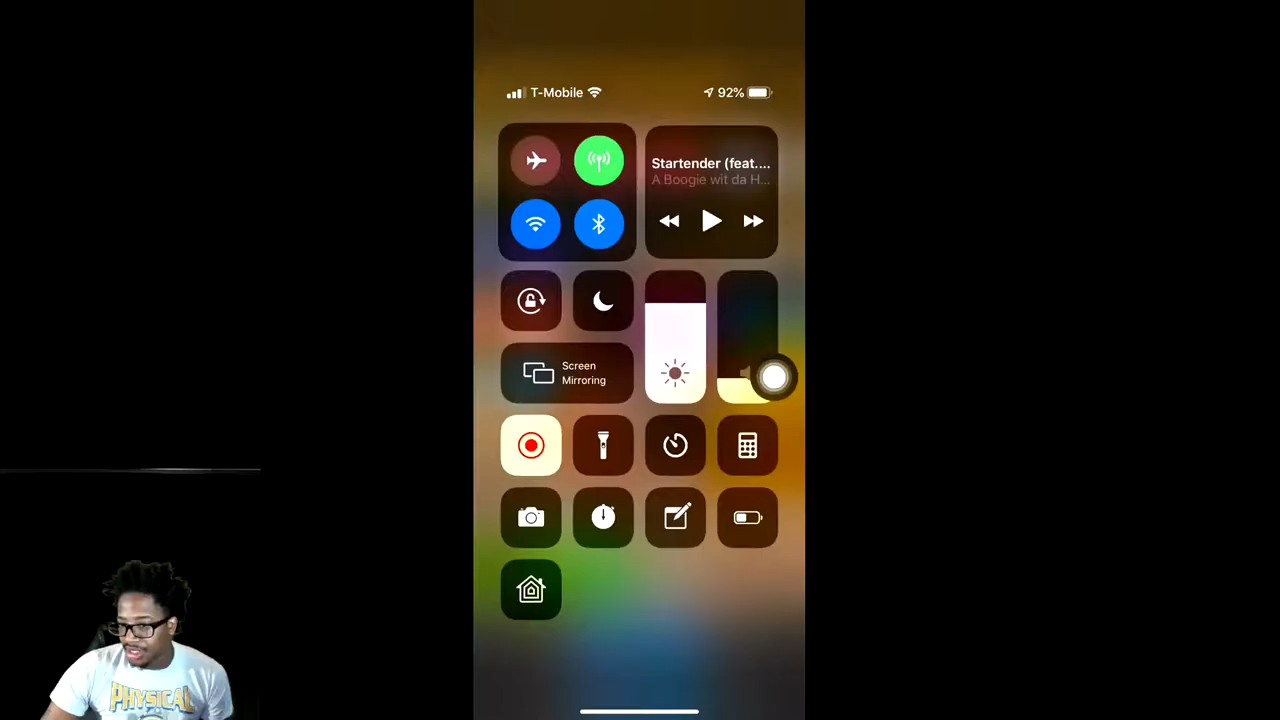 T-Mobile
92%
Startender (feat....
A Boogie wit da H...
Screen
Mirroring
PHYSICAL